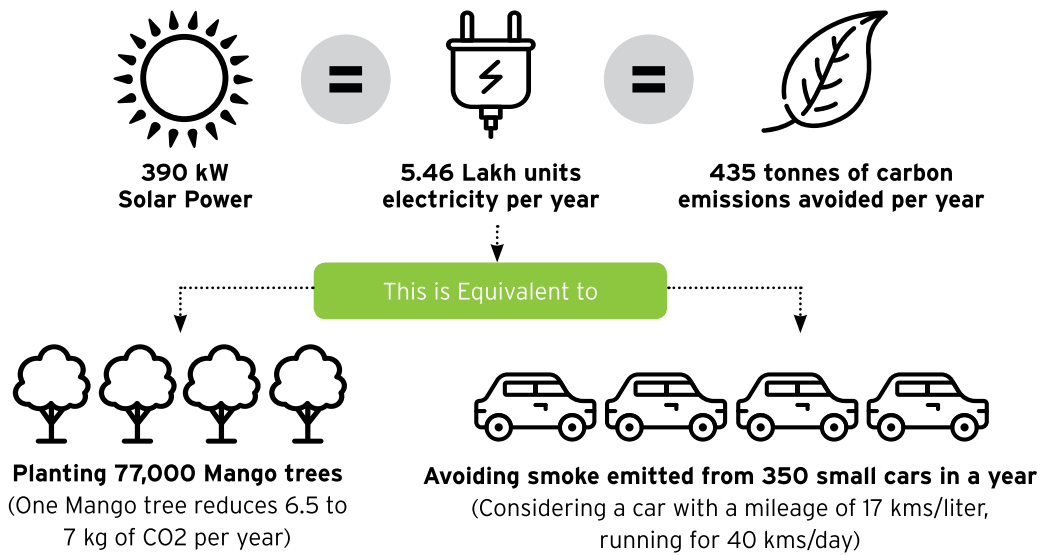 390 kW
Solar Power
=
5.46 Lakh units
electricity per year
=
435 tonnes of carbon
emissions avoided per year
This is Equivalent to
Planting 77,000 Mango trees
(One Mango tree reduces 6.5 to
7 kg of CO2 per year)
Avoiding smoke emitted from 350 small cars in a year
(Considering a car with a mileage of 17 kms/liter,
running for 40 kms/day)